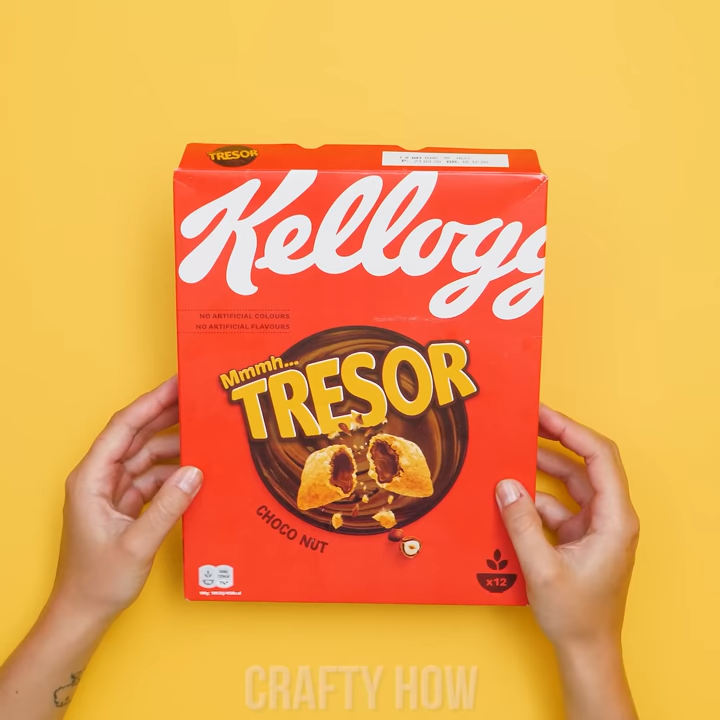 TRESOR
Kellogg
NO ARTIFICIAL COLOURS
NO ARTIFICIAL FLAVOURS
Mmmh...
TRESOR
CHOCO NUT
x12
CRAFTY HOW